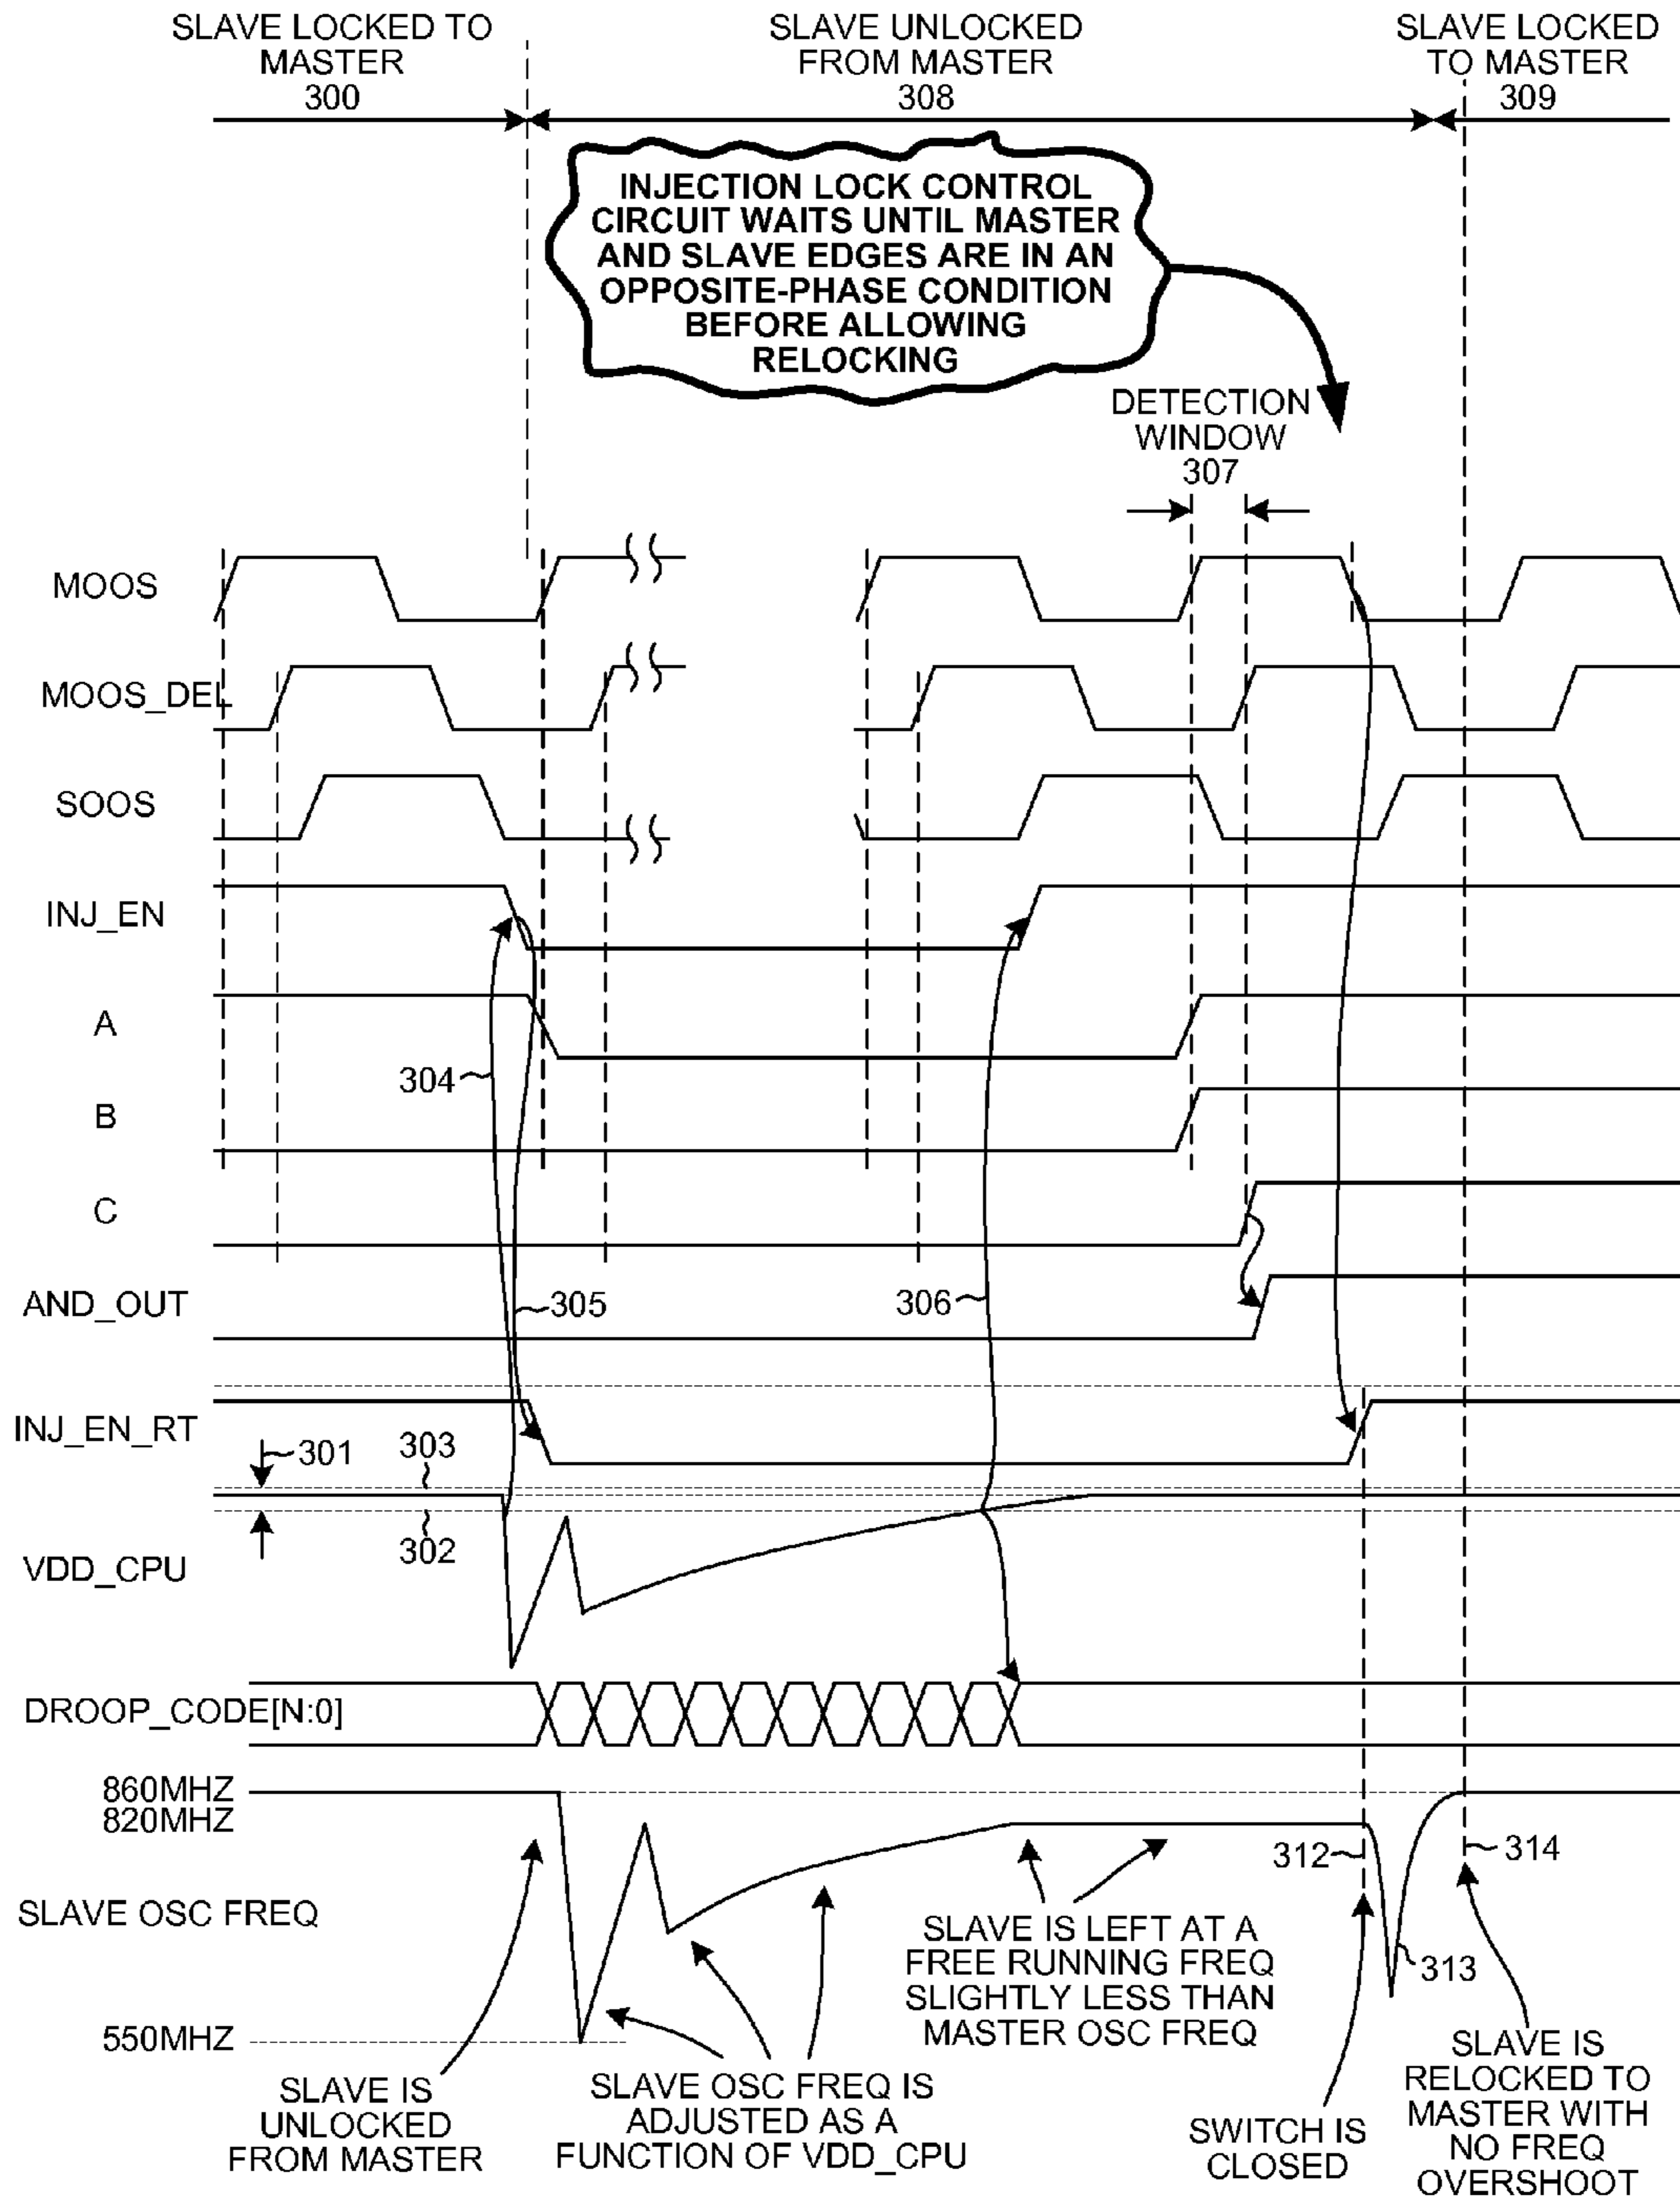 SLAVE LOCKED TO
MASTER
300
SLAVE UNLOCKED
FROM MASTER
308
SLAVE LOCKED
TO MASTER
309
INJECTION LOCK CONTROL
CIRCUIT WAITS UNTIL MASTER
AND SLAVE EDGES ARE IN AN
OPPOSITE-PHASE CONDITION
BEFORE ALLOWING
RELOCKING
DETECTION
WINDOW
307
MOOS
MOOS_DEL
SOOS
INJ_EN
A
304
B
C
AND_OUT
305
306
INJ_EN_RT
301
303
302
VDD_CPU
DROOP_CODE[N:0]
860MHZ
820MHZ
312
314
SLAVE OSC FREQ
SLAVE IS LEFT AT A
FREE RUNNING FREQ
SLIGHTLY LESS THAN
MASTER OSC FREQ
313
550MHZ
SLAVE IS
UNLOCKED
FROM MASTER
SLAVE OSC FREQ IS
ADJUSTED AS A
FUNCTION OF VDD_CPU
SWITCH IS
CLOSED
SLAVE IS
RELOCKED TO
MASTER WITH
NO FREQ
OVERSHOOT